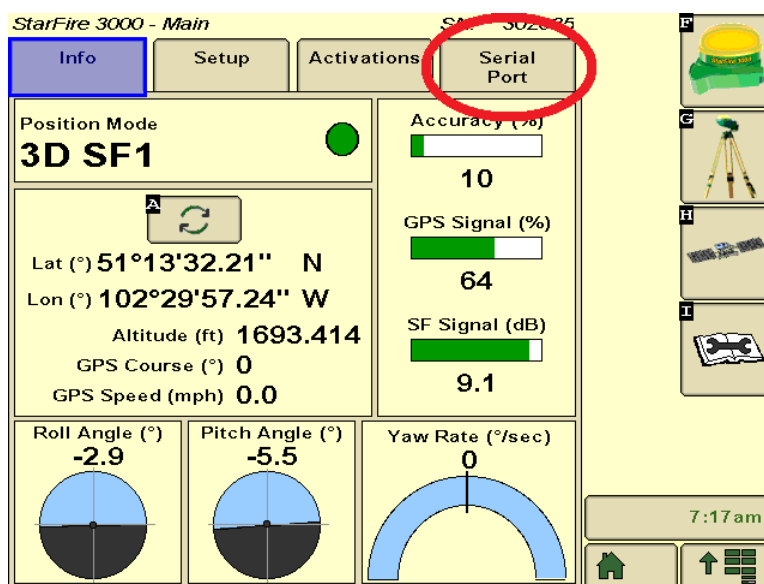 StarFire 3000 - Main
Info
Setup
Activations
Serial
Port
F
Position Mode
3D SF1
Accuracy (%)
10
G
A
GPS Signal (%)
64
H
Lat (°) 51°13'32.21" N
Lon (°) 102°29'57.24" W
Altitude (ft) 1693.414
GPS Course (°) 0
GPS Speed (mph) 0.0
SF Signal (dB)
9.1
I
Roll Angle (°)
-2.9
Pitch Angle (°)
-5.5
Yaw Rate (°/sec)
0
7:17am